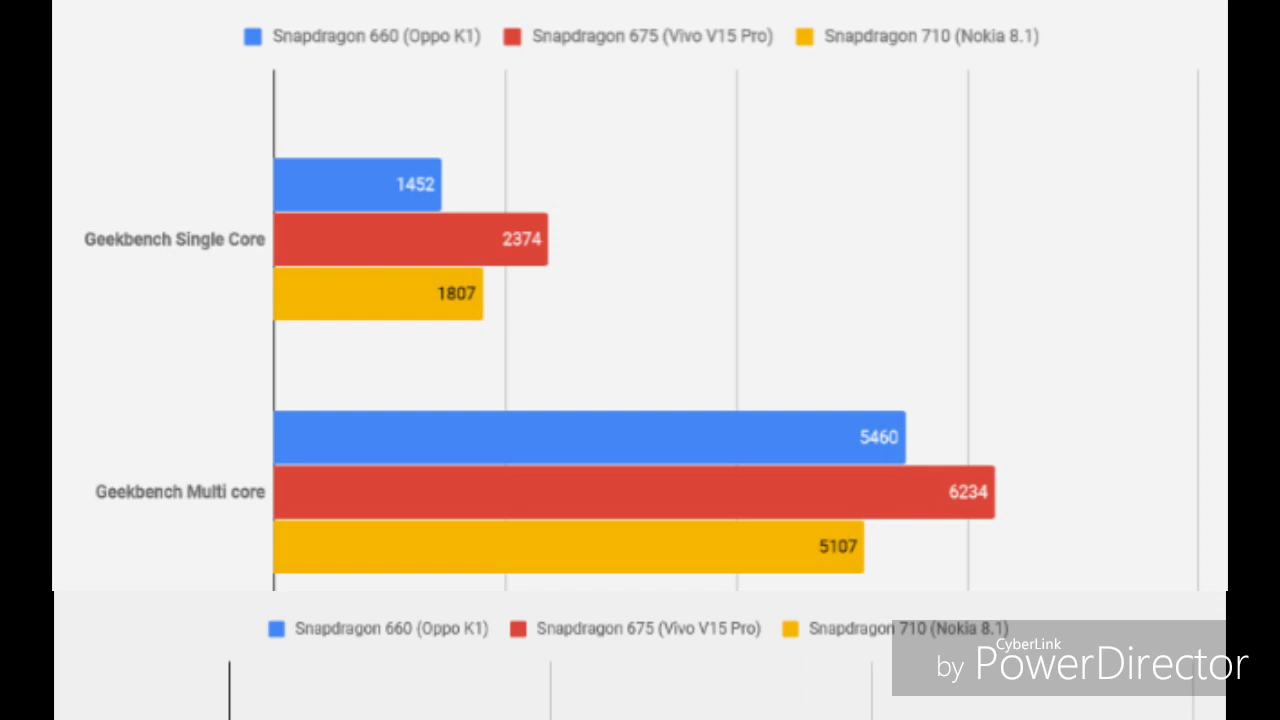 Snapdragon 660 (Oppo K1) Snapdragon 675 (Vivo V15 Pro) Snapdragon 710 (Nokia 8.1)
1452
Geekbench Single Core 2374
1807
5460
Geekbench Multi core 6234
5107
Snapdragon 660 (Oppo K1) Snapdragon 675 (Vivo V15 Pro) Snapdragon 710 (Nokia 8.1)
CyberLink
by PowerDirector